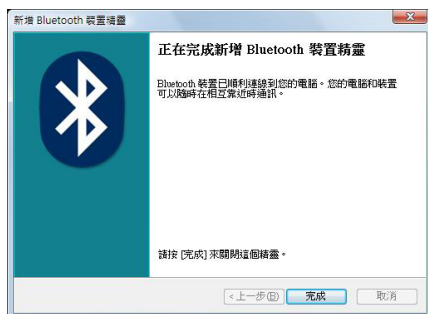 新增 Bluetooth 裝置精靈
正在完成新增 Bluetooth 裝置精靈
Bluetooth 裝置已順利連線到您的電腦。您的電腦和裝置
可以隨時在相互靠近時通訊。
請按 [完成] 來關閉這個精靈。
<上一步(B) 完成 取消